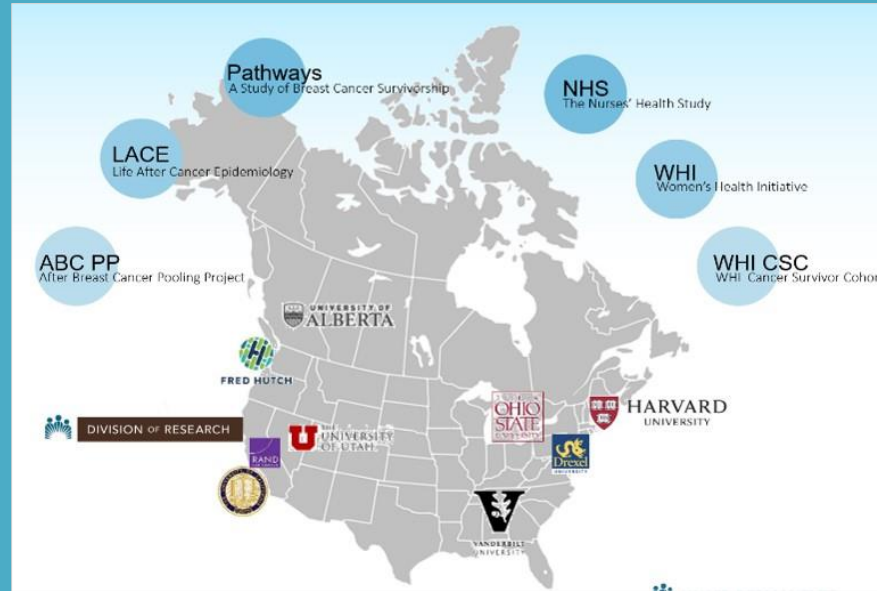 Pathways
A Study of Breast Cancer Survivorship
NHS
The Nurses' Health Study
LACE
Life After Cancer Epidemiology
WHI
Women's Health Initiative
ABC PP
After Breast Cancer Pooling Project
WHI CSC
WHI Cancer Survivor Cohor
UNIVERSITY OF
ALBERTA
FRED HUTCH
DIVISION OF RESEARCH
RAND
U
THE
UNIVERSITY
OF UTAH
THE
OHIO
STATE
UNIVERSITY
HARVARD
UNIVERSITY
Drexel
UNIVERSITY
V
VANDERBILT
UNIVERSITY